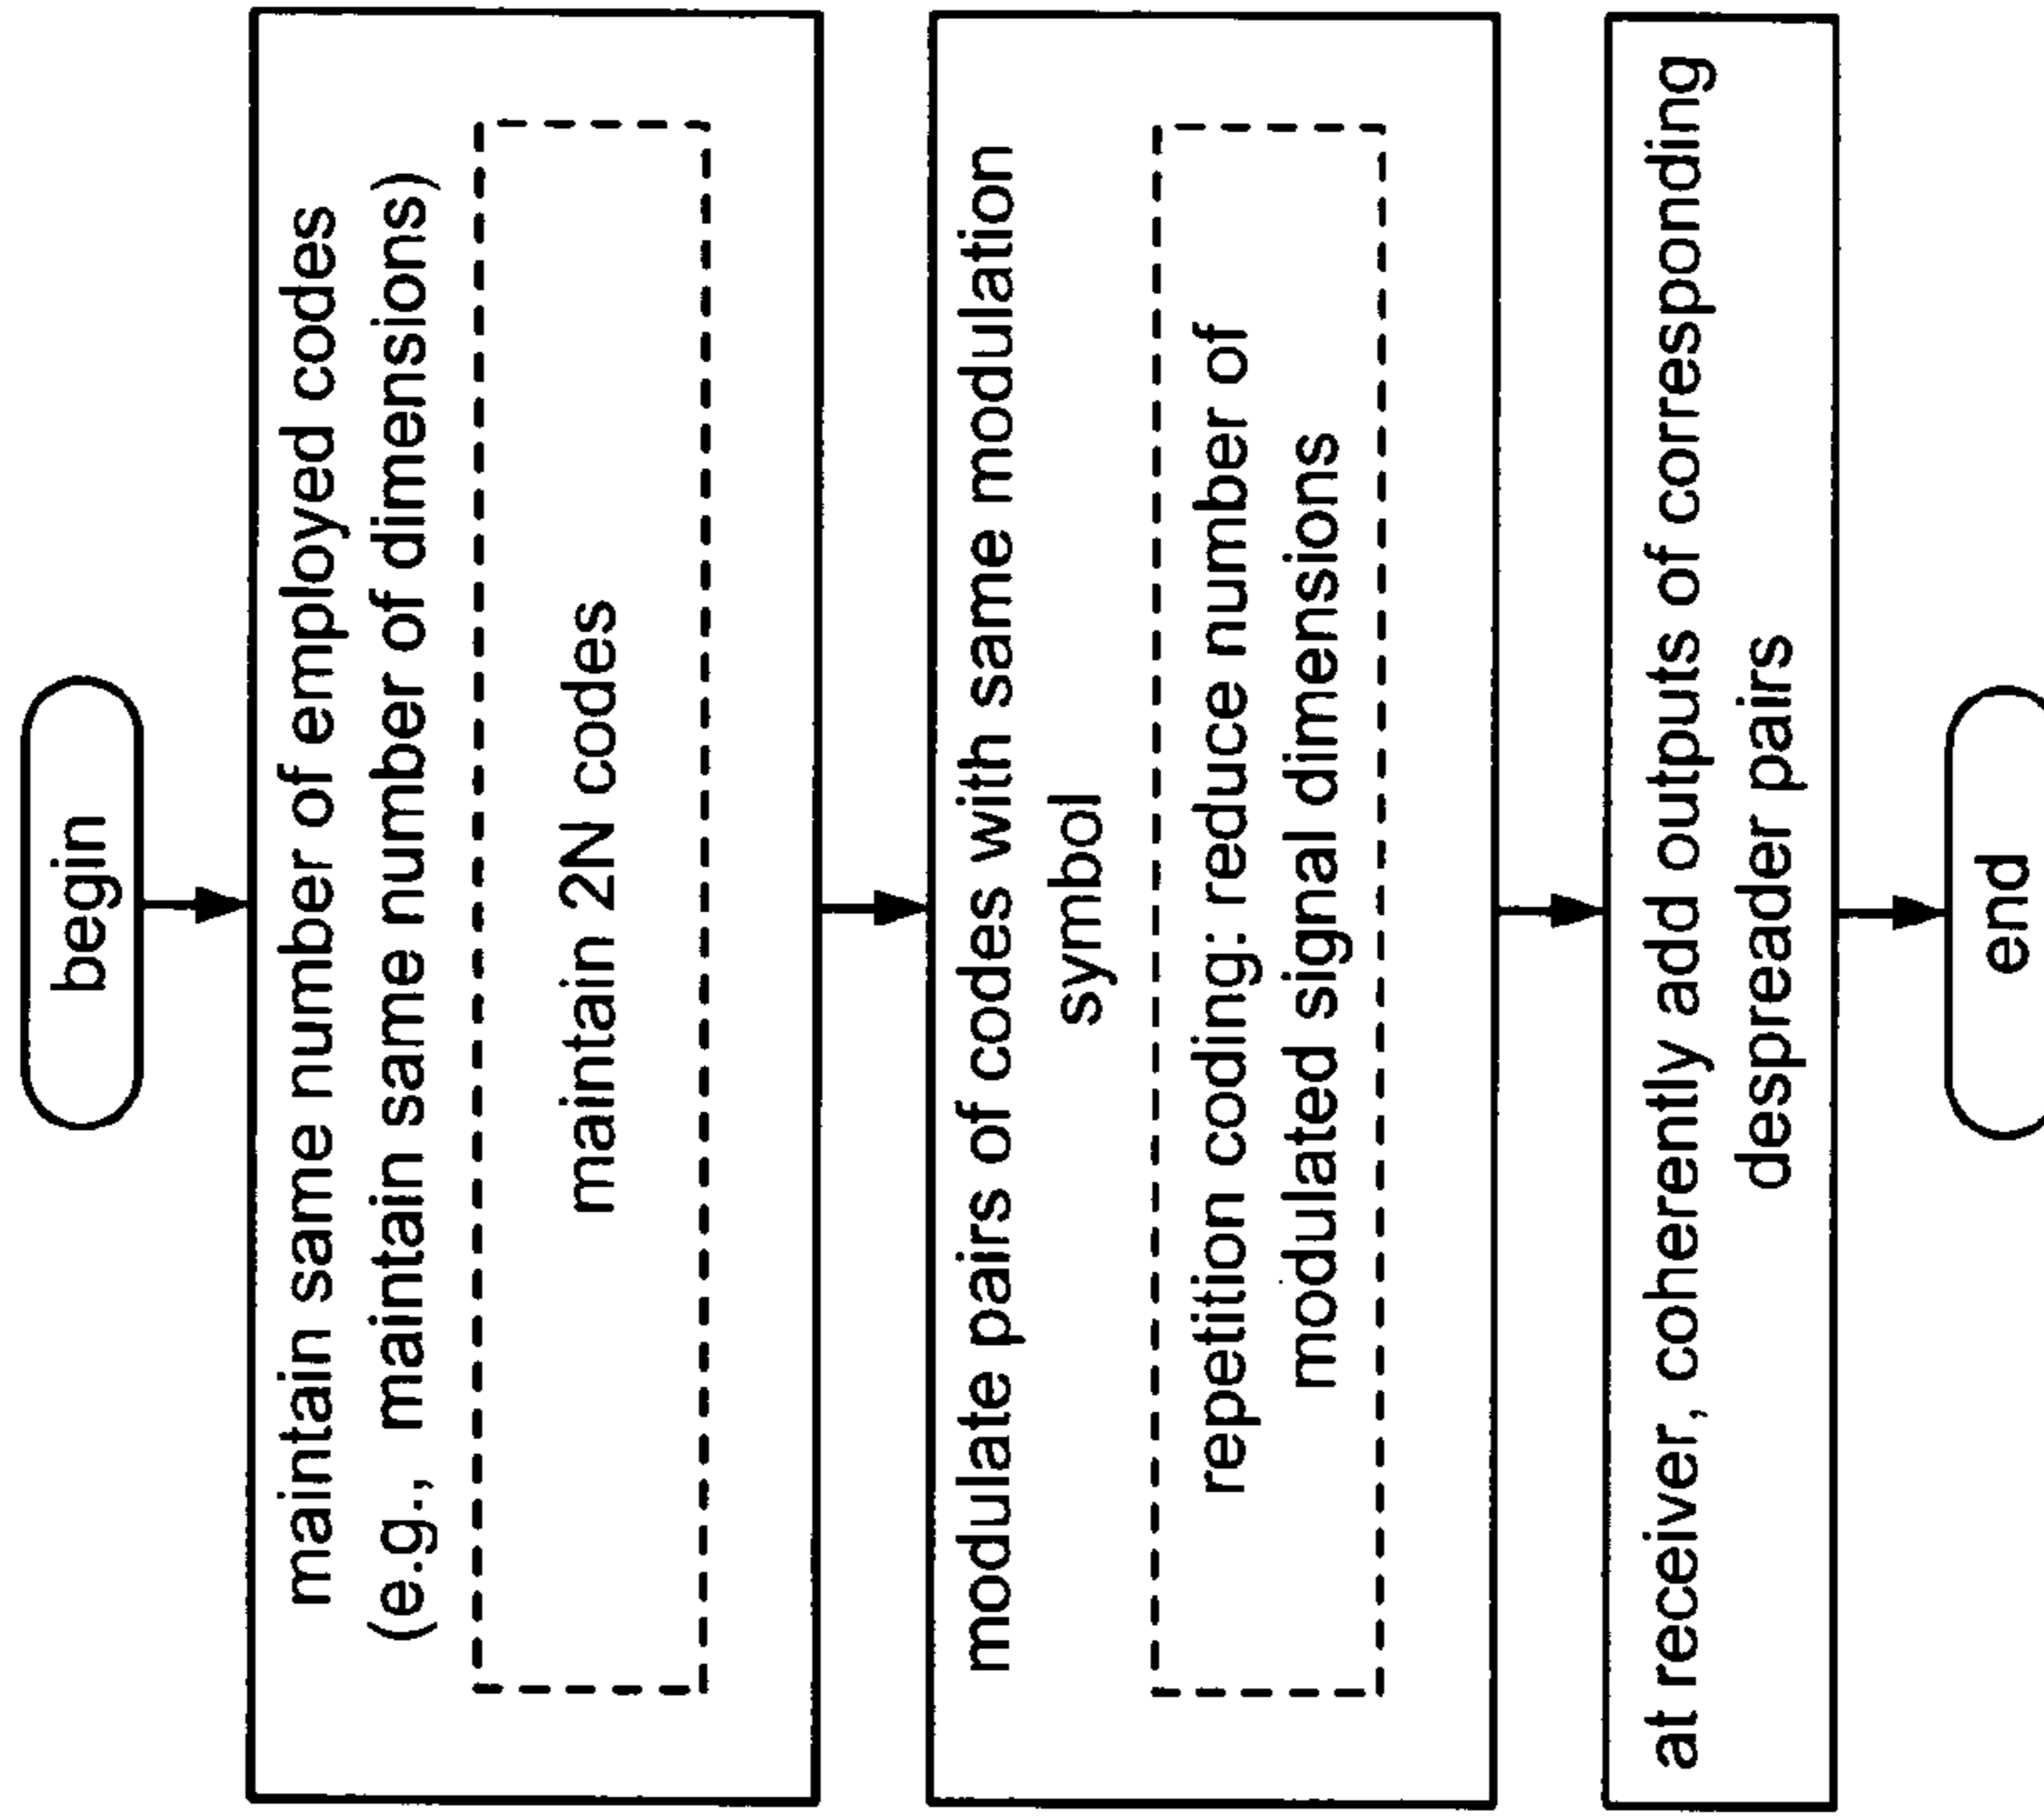 begin
maintain same number of employed codes
(e.g., maintain same number of dimensions)
maintain 2N codes
modulate pairs of codes with same modulation
symbol
repetition coding: reduce number of
modulated signal dimensions
at receiver, coherently add outputs of corresponding
despreader pairs
end